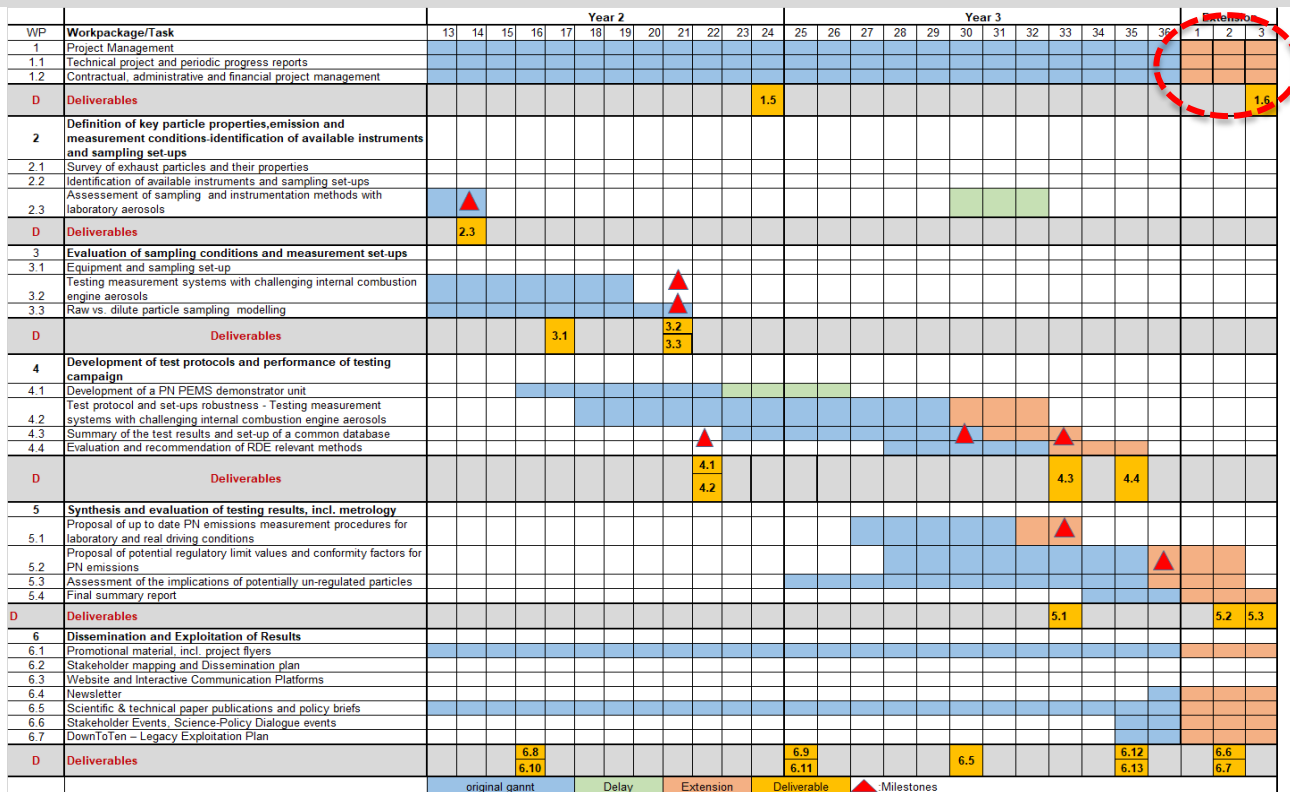 Year 2 Year 3 Extension
WP Workpackage/Task 13 14 15 16 17 18 19 20 21 22 23 24 25 26 27 28 29 30 31 32 33 34 35 36 1 2 3
1 Project Management
1.1 Technical project and periodic progress reports
1.2 Contractual, administrative and financial project management
D Deliverables 1.5 1.6
Definition of key particle properties,emission and
2 measurement conditions-identification of available instruments
and sampling set-ups
2.1 Survey of exhaust particles and their properties
2.2 Identification of available instruments and sampling set-ups
Assessement of sampling and instrumentation methods with
2.3 laboratory aerosols
D Deliverables 2.3
3 Evaluation of sampling conditions and measurement set-ups
3.1 Equipment and sampling set-up
Testing measurement systems with challenging internal combustion
3.2 engine aerosols
3.3 Raw vs. dilute particle sampling modelling
D Deliverables 3.1 3.2
3.3
4 Development of test protocols and performance of testing
campaign
4.1 Development of a PN PEMS demonstrator unit
Test protocol and set-ups robustness - Testing measurement
4.2 systems with challenging internal combustion engine aerosols
4.3 Summary of the test results and set-up of a common database
4.4 Evaluation and recommendation of RDE relevant methods
D Deliverables 4.1 4.3 4.4
4.2
5 Synthesis and evaluation of testing results, incl. metrology
Proposal of up to date PN emissions measurement procedures for
5.1 laboratory and real driving conditions
Proposal of potential regulatory limit values and conformity factors for
5.2 PN emissions
5.3 Assessment of the implications of potentially un-regulated particles
5.4 Final summary report
D Deliverables 5.1 5.2 5.3
6 Dissemination and Exploitation of Results
6.1 Promotional material, incl. project flyers
6.2 Stakeholder mapping and Dissemination plan
6.3 Website and Interactive Communication Platforms
6.4 Newsletter
6.5 Scientific & technical paper publications and policy briefs
6.6 Stakeholder Events, Science-Policy Dialogue events
6.7 DownToTen – Legacy Exploitation Plan
D Deliverables 6.8 6.9 6.5 6.12 6.6
6.10 6.11 6.13 6.7
original gannt Delay Extension Deliverable :Milestones